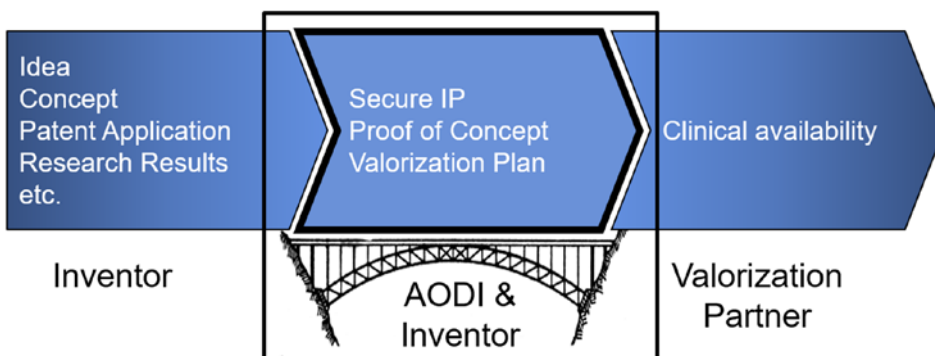 Idea
Concept
Patent Application
Research Results
etc.
Secure IP
Proof of Concept
Valorization Plan
Clinical availability
Inventor
AODI &
Inventor
Valorization
Partner